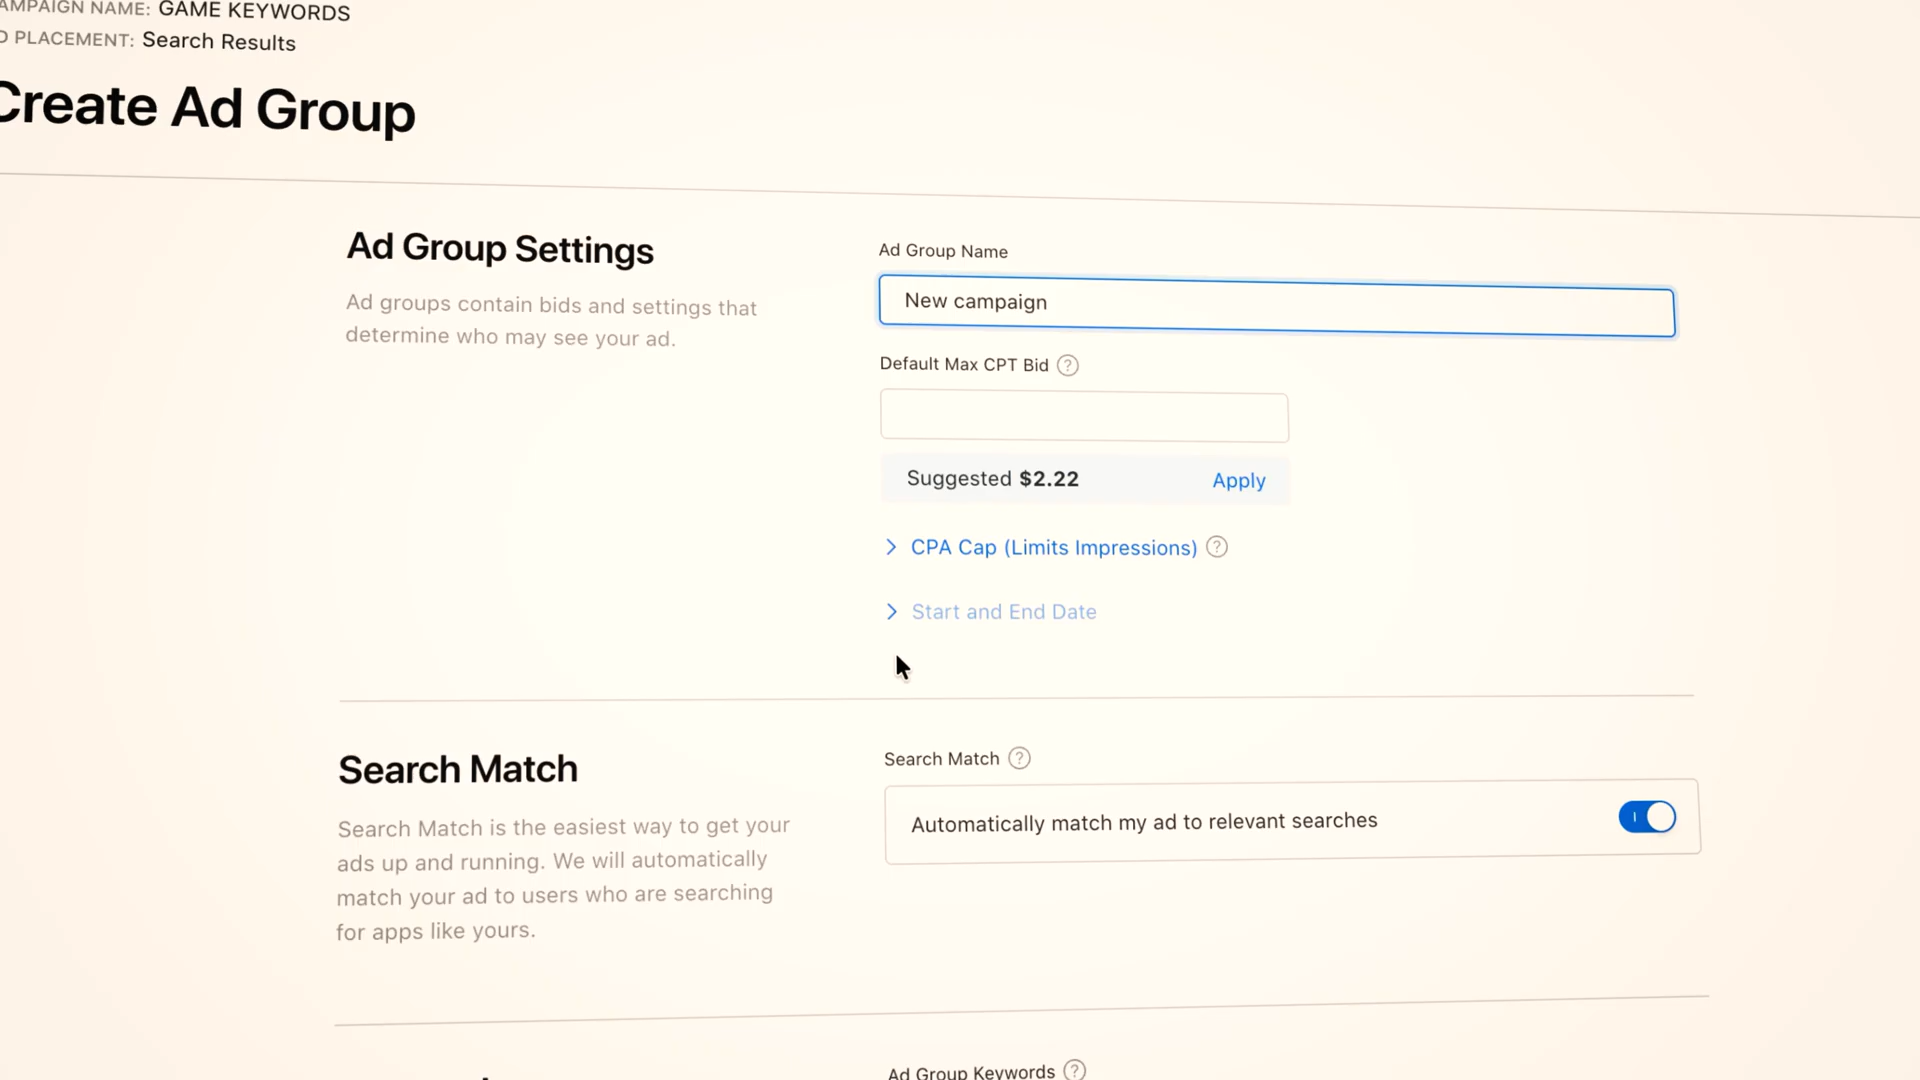 AMPAIGN NAME: GAME KEYWORDS
D PLACEMENT: Search Results
Create Ad Group
Ad Group Settings
Ad groups contain bids and settings that
determine who may see your ad.
Ad Group Name
New campaign
Default Max CPT Bid ?
Suggested $2.22 Apply
CPA Cap (Limits Impressions) ?
Start and End Date
Search Match
Search Match is the easiest way to get your
ads up and running. We will automatically
match your ad to users who are searching
for apps like yours.
Search Match ?
Automatically match my ad to relevant searches
Ad Group Keywords ?